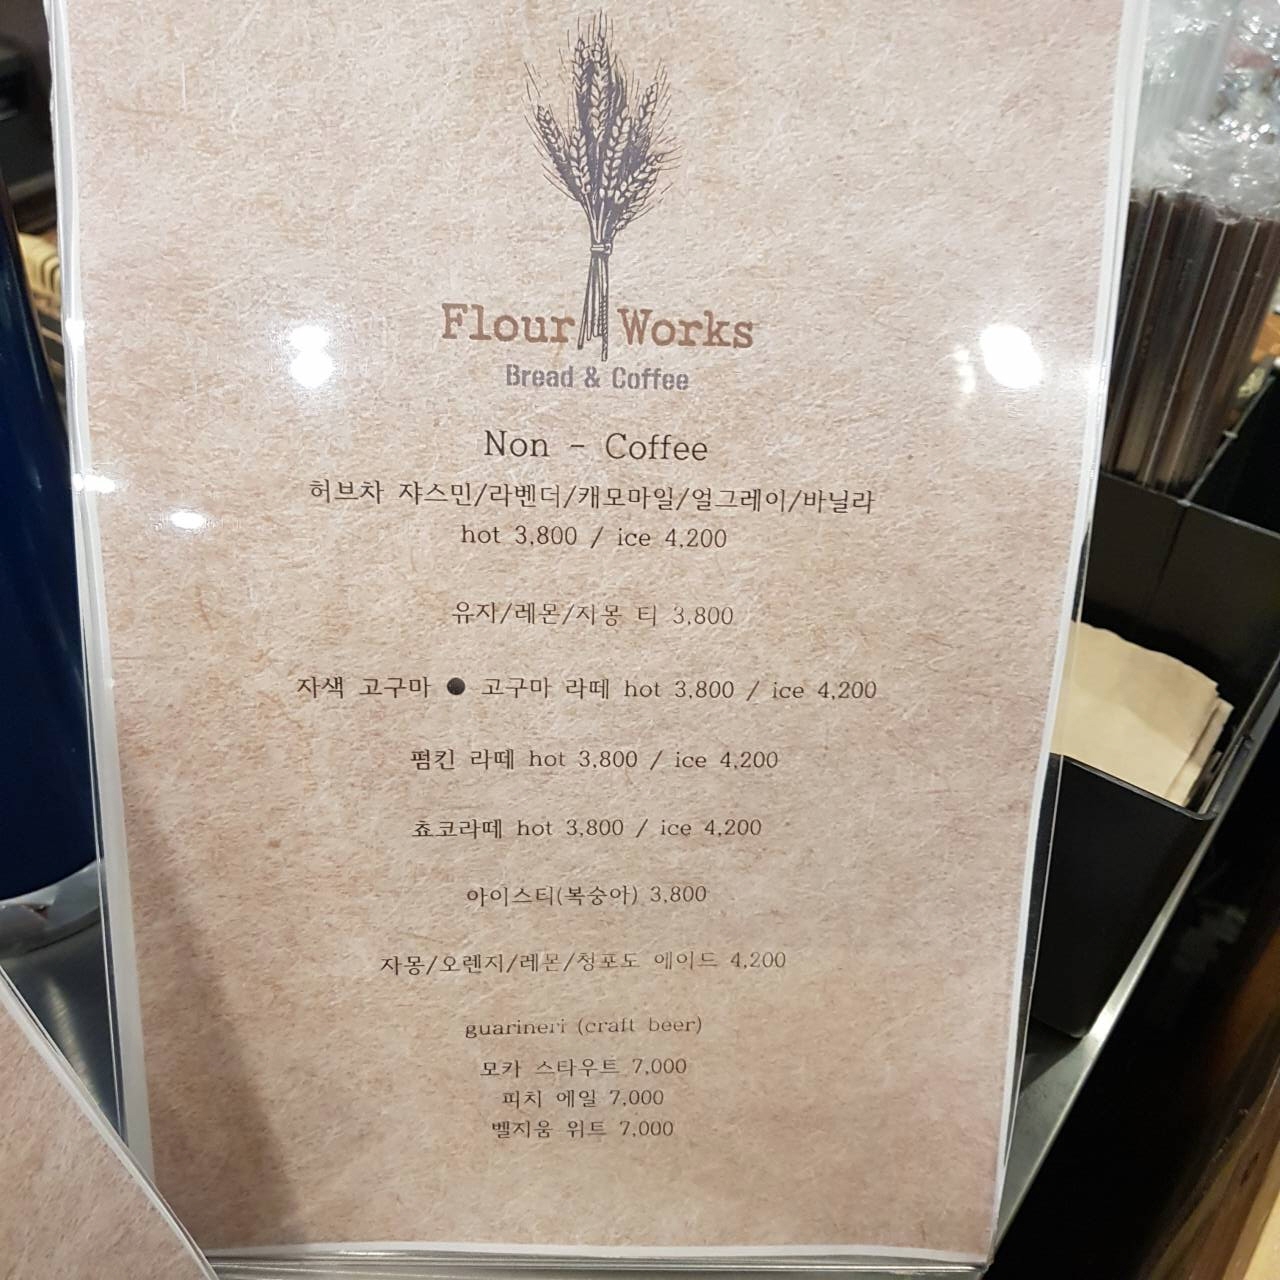 Flour Works
Bread & Coffee
Non - Coffee
허브차 쟈스민/라벤더/캐모마일/얼그레이/바닐라
hot 3,800 / ice 4,200
유자/레몬/자몽 티 3,800
자색 고구마 ● 고구마 라떼 hot 3,800 / ice 4,200
펌킨 라떼 hot 3,800 / ice 4,200
쵸코라떼 hot 3,800 / ice 4,200
아이스티(복숭아) 3,800
자몽/오렌지/레몬/청포도 에이드 4,200
guarineri (craft beer)
모카 스타우트 7,000
피치 에일 7,000
벨지움 위트 7,000